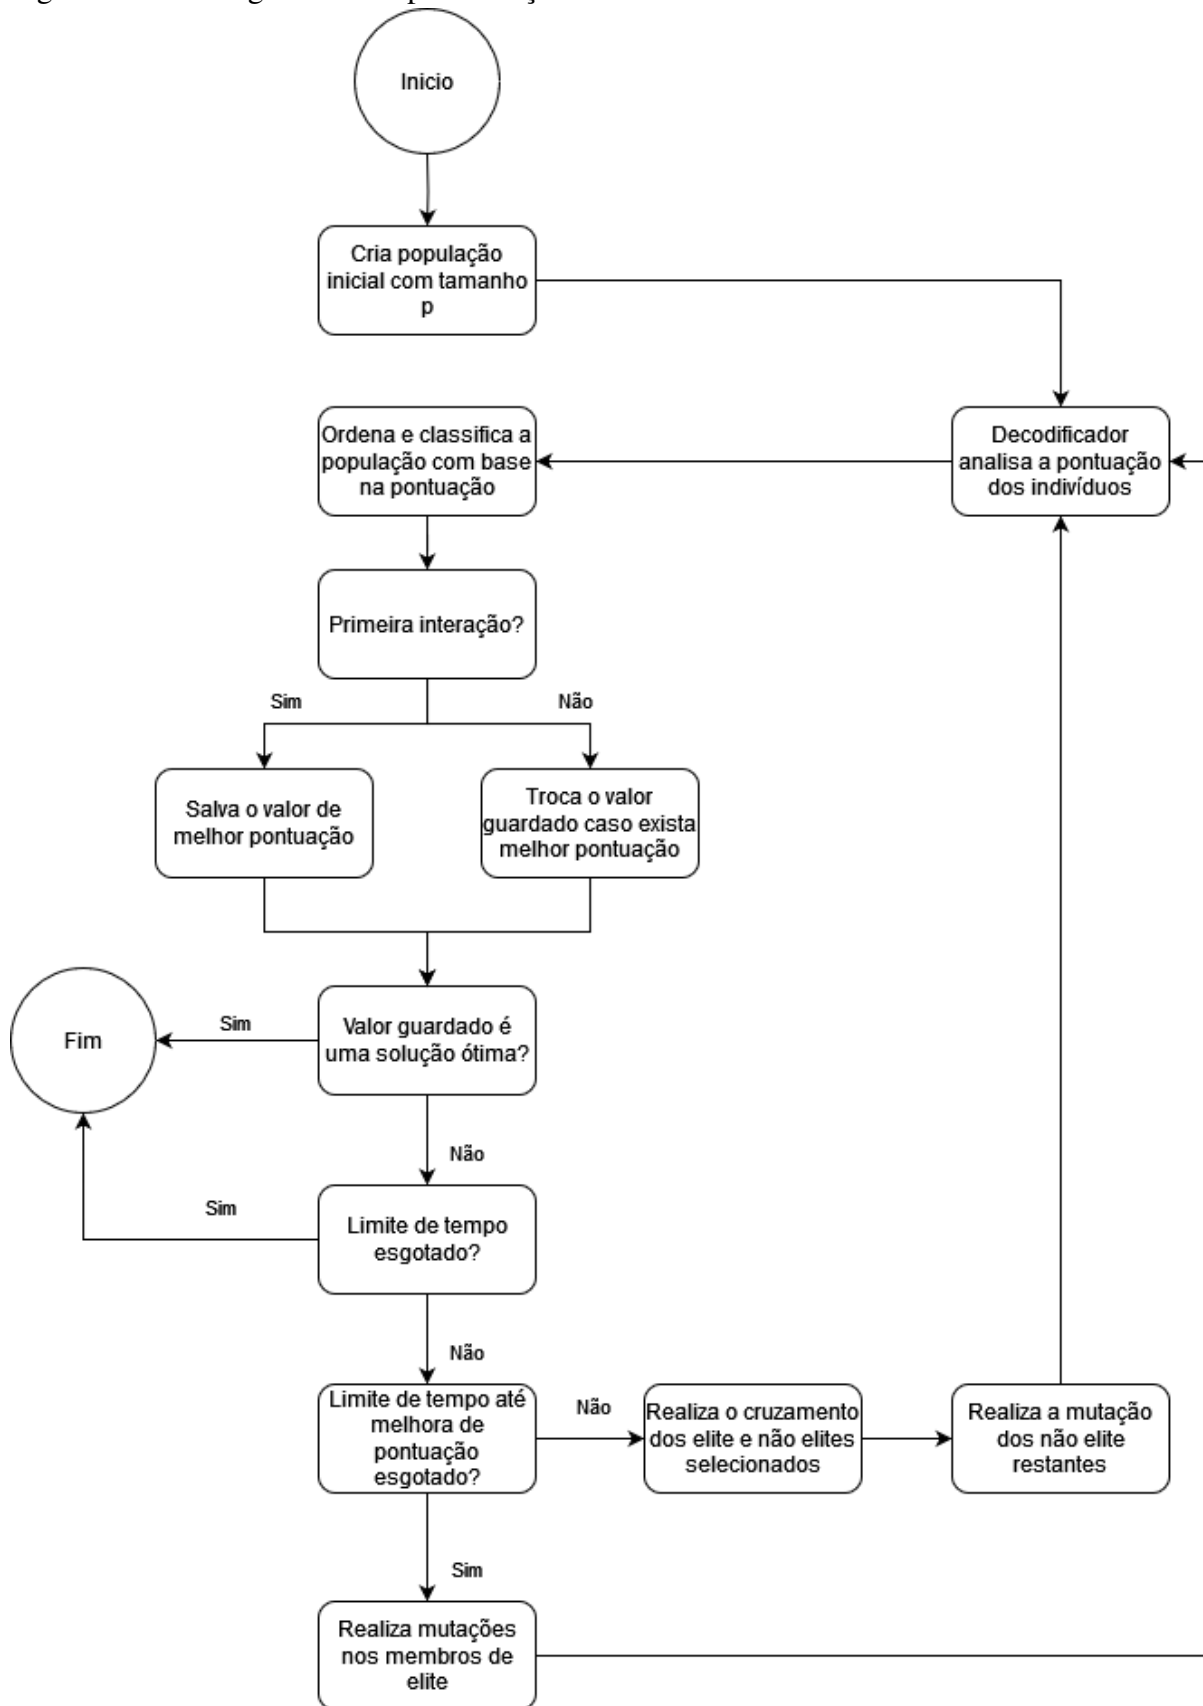 Inicio
Cria população
inicial com tamanho
p
Ordena e classifica a
população com base
na pontuação
Decodificador
analisa a pontuação
dos indivíduos
Primeira interação?
Sim
Não
Salva o valor de
melhor pontuação
Troca o valor
guardado caso exista
melhor pontuação
Fim
Sim
Valor guardado é
uma solução ótima?
Não
Sim
Limite de tempo
esgotado?
Não
Limite de tempo até
melhora de
pontuação
esgotado?
Não
Realiza o cruzamento
dos elite e não elites
selecionados
Realiza a mutação
dos não elite
restantes
Sim
Realiza mutações
nos membros de
elite